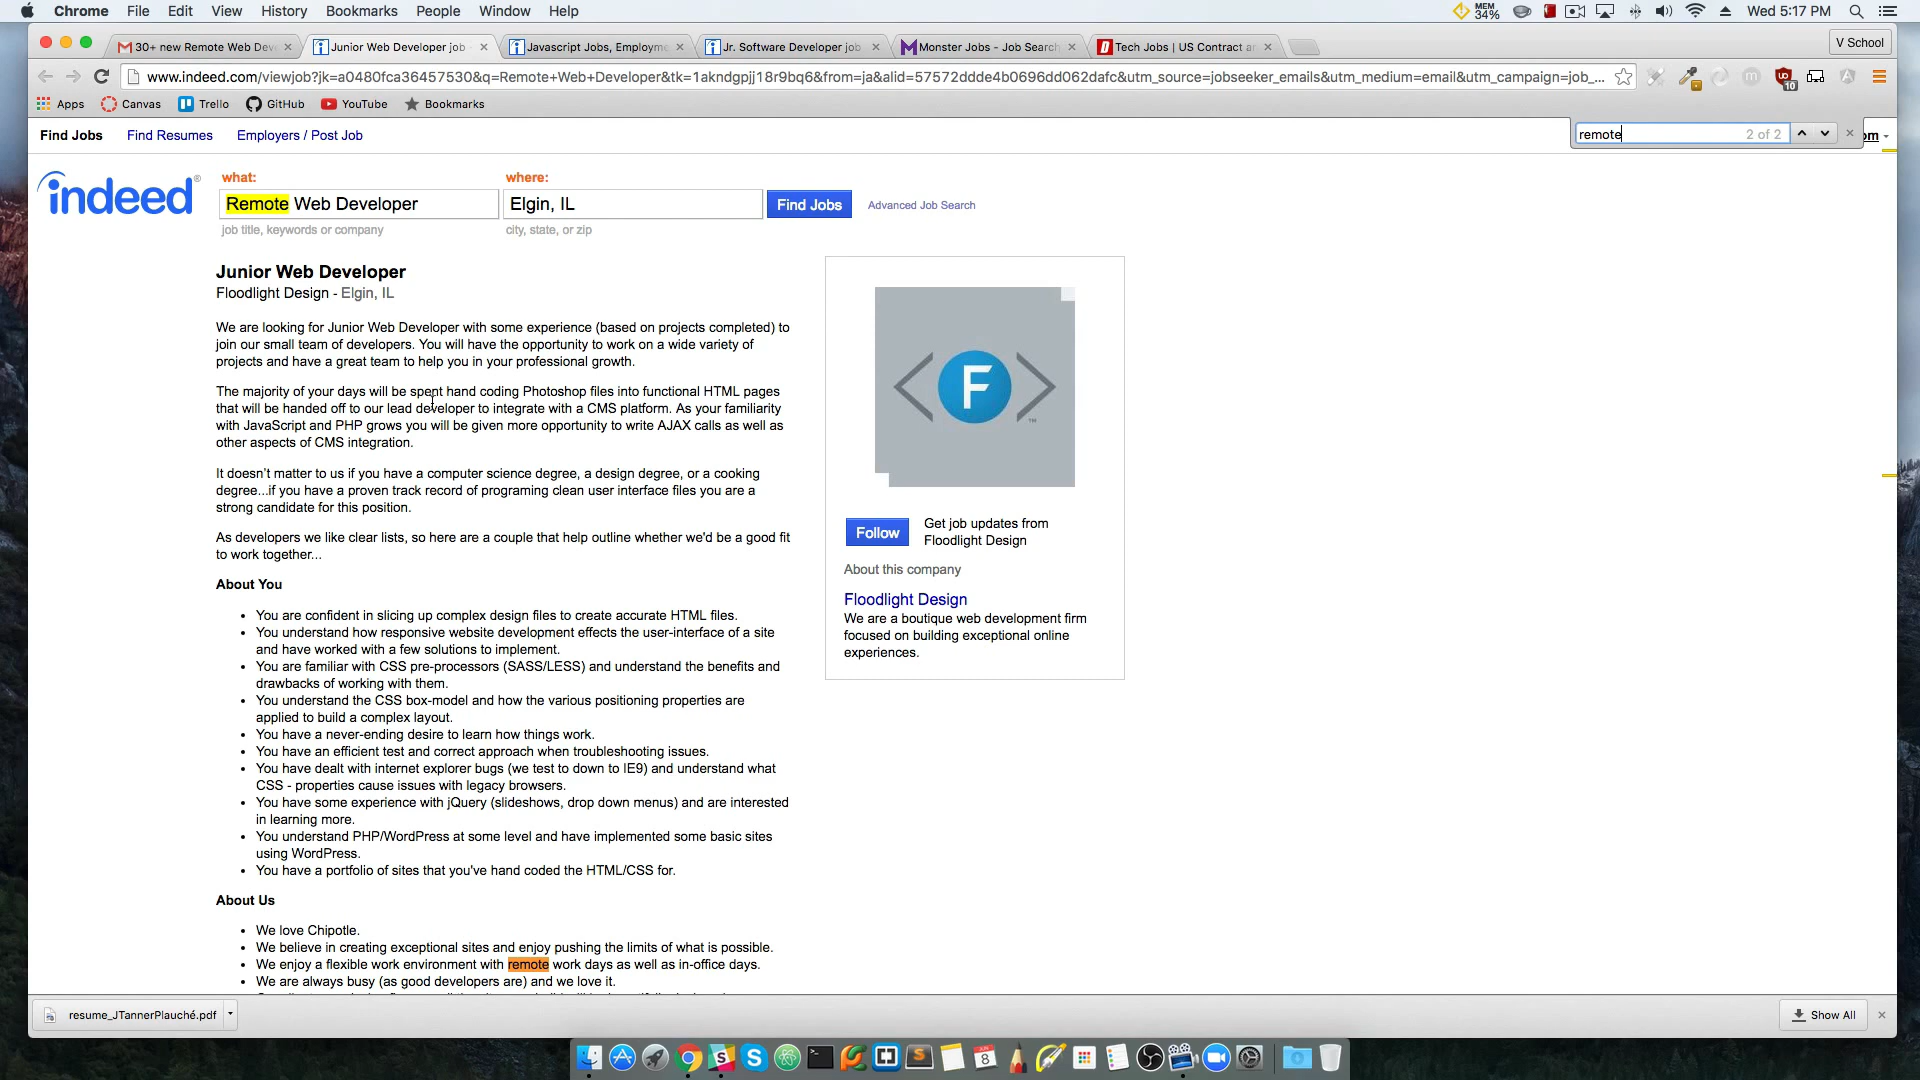 Chrome File Edit View History Bookmarks People Window Help MEM 34% Wed 5:17 PM
30+ new Remote Web Dev Junior Web Developer job Javascript Jobs, Employme Jr. Software Developer job Monster Jobs - Job Search Tech Jobs | US Contract an V School
www.indeed.com/viewjob?jk=a0480fca36457530&q=Remote+Web+Developer&tk=1akndgpjj18r9bq6&from=ja&alid=57572ddde4b0696dd062dafc&utm_source=jobseeker_emails&utm_medium=email&utm_campaign=job_... 10
Apps Canvas Trello GitHub YouTube Bookmarks
Find Jobs Find Resumes Employers / Post Job remote 2 of 2 om
what: where:
indeed® Remote Web Developer Elgin, IL Find Jobs Advanced Job Search
job title, keywords or company city, state, or zip
Junior Web Developer
Floodlight Design - Elgin, IL
We are looking for Junior Web Developer with some experience (based on projects completed) to
join our small team of developers. You will have the opportunity to work on a wide variety of
projects and have a great team to help you in your professional growth.
The majority of your days will be spent hand coding Photoshop files into functional HTML pages
that will be handed off to our lead developer to integrate with a CMS platform. As your familiarity
with JavaScript and PHP grows you will be given more opportunity to write AJAX calls as well as
other aspects of CMS integration.
It doesn't matter to us if you have a computer science degree, a design degree, or a cooking
degree...if you have a proven track record of programing clean user interface files you are a
strong candidate for this position.
As developers we like clear lists, so here are a couple that help outline whether we'd be a good fit
to work together...
About You
• You are confident in slicing up complex design files to create accurate HTML files.
• You understand how responsive website development effects the user-interface of a site
and have worked with a few solutions to implement.
• You are familiar with CSS pre-processors (SASS/LESS) and understand the benefits and
drawbacks of working with them.
• You understand the CSS box-model and how the various positioning properties are
applied to build a complex layout.
• You have a never-ending desire to learn how things work.
• You have an efficient test and correct approach when troubleshooting issues.
• You have dealt with internet explorer bugs (we test to down to IE9) and understand what
CSS - properties cause issues with legacy browsers.
• You have some experience with jQuery (slideshows, drop down menus) and are interested
in learning more.
• You understand PHP/WordPress at some level and have implemented some basic sites
using WordPress.
• You have a portfolio of sites that you've hand coded the HTML/CSS for.
About Us
• We love Chipotle.
• We believe in creating exceptional sites and enjoy pushing the limits of what is possible.
• We enjoy a flexible work environment with remote work days as well as in-office days.
• We are always busy (as good developers are) and we love it.
F ™
Follow Get job updates from
Floodlight Design
About this company
Floodlight Design
We are a boutique web development firm
focused on building exceptional online
experiences.
resume_JTannerPlauché.pdf Show All
JUN 8